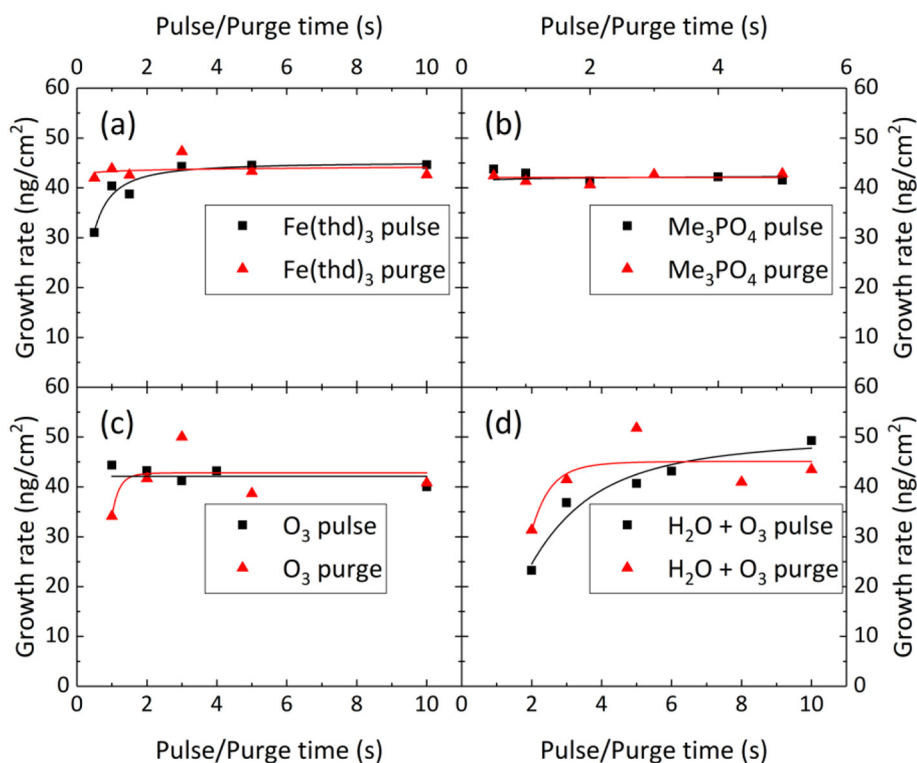 Pulse/Purge time (s) Pulse/Purge time (s)
0 2 4 6 8 10 0 2 4 6
60 60
(a) (b)
50 50
40 40
Fe(thd)₃ pulse Me₃PO₄ pulse
30 30
Fe(thd)₃ purge Me₃PO₄ purge
20 20
10 10
Growth rate (ng/cm²) Growth rate (ng/cm²)
60 60
(c) (d)
50 50
40 40
O₃ pulse H₂O + O₃ pulse
30 30
O₃ purge H₂O + O₃ purge
20 20
10 10
0 0
Growth rate (ng/cm²) Growth rate (ng/cm²)
0 2 4 6 8 10 0 2 4 6 8 10
Pulse/Purge time (s) Pulse/Purge time (s)